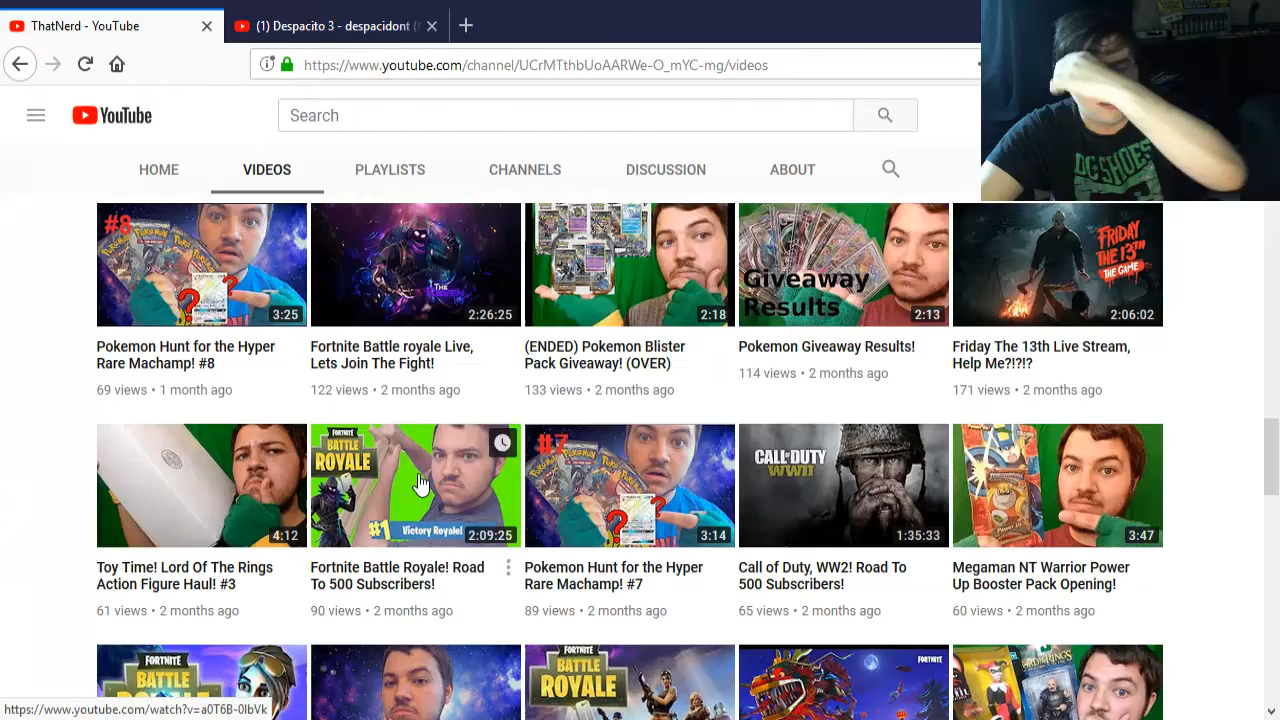 ThatNerd - YouTube
(1) Despacito 3 - despacidont (
https://www.youtube.com/channel/UCrMTthbUoAARWe-O_mYC-mg/videos
YouTube
Search
HOME VIDEOS PLAYLISTS CHANNELS DISCUSSION ABOUT
DC SHOES
#8
3:25
Pokemon Hunt for the Hyper
Rare Machamp! #8
69 views • 1 month ago
THE
2:26:25
Fortnite Battle royale Live,
Lets Join The Fight!
122 views • 2 months ago
2:18
(ENDED) Pokemon Blister
Pack Giveaway! (OVER)
133 views • 2 months ago
Giveaway
Results
2:13
Pokemon Giveaway Results!
114 views • 2 months ago
FRIDAY
THE 13TH
THE GAME
2:06:02
Friday The 13th Live Stream,
Help Me?!?!?
171 views • 2 months ago
4:12
Toy Time! Lord Of The Rings
Action Figure Haul! #3
61 views • 2 months ago
FORTNITE
BATTLE
ROYALE
#1 Victory Royale!
2:09:25
Fortnite Battle Royale! Road
To 500 Subscribers!
90 views • 2 months ago
#7
3:14
Pokemon Hunt for the Hyper
Rare Machamp! #7
89 views • 2 months ago
CALL OF DUTY
WWII
1:35:33
Call of Duty, WW2! Road To
500 Subscribers!
65 views • 2 months ago
3:47
Megaman NT Warrior Power
Up Booster Pack Opening!
60 views • 2 months ago
FORTNITE
BATTLE
FORTNITE
BATTLE
ROYALE
FORTNITE
https://www.youtube.com/watch?v=a0T6B-0lbVk